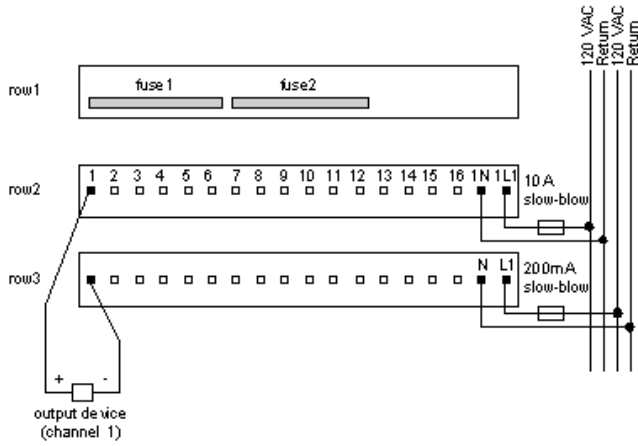 120 VAC
Return
120 VAC
Return
row1
fuse1
fuse2
row2
1 2 3 4 5 6 7 8 9 10 11 12 13 14 15 16 1N 1L1
10A
slow-blow
row3
N L1
200mA
slow-blow
+ -
output device
(channel 1)